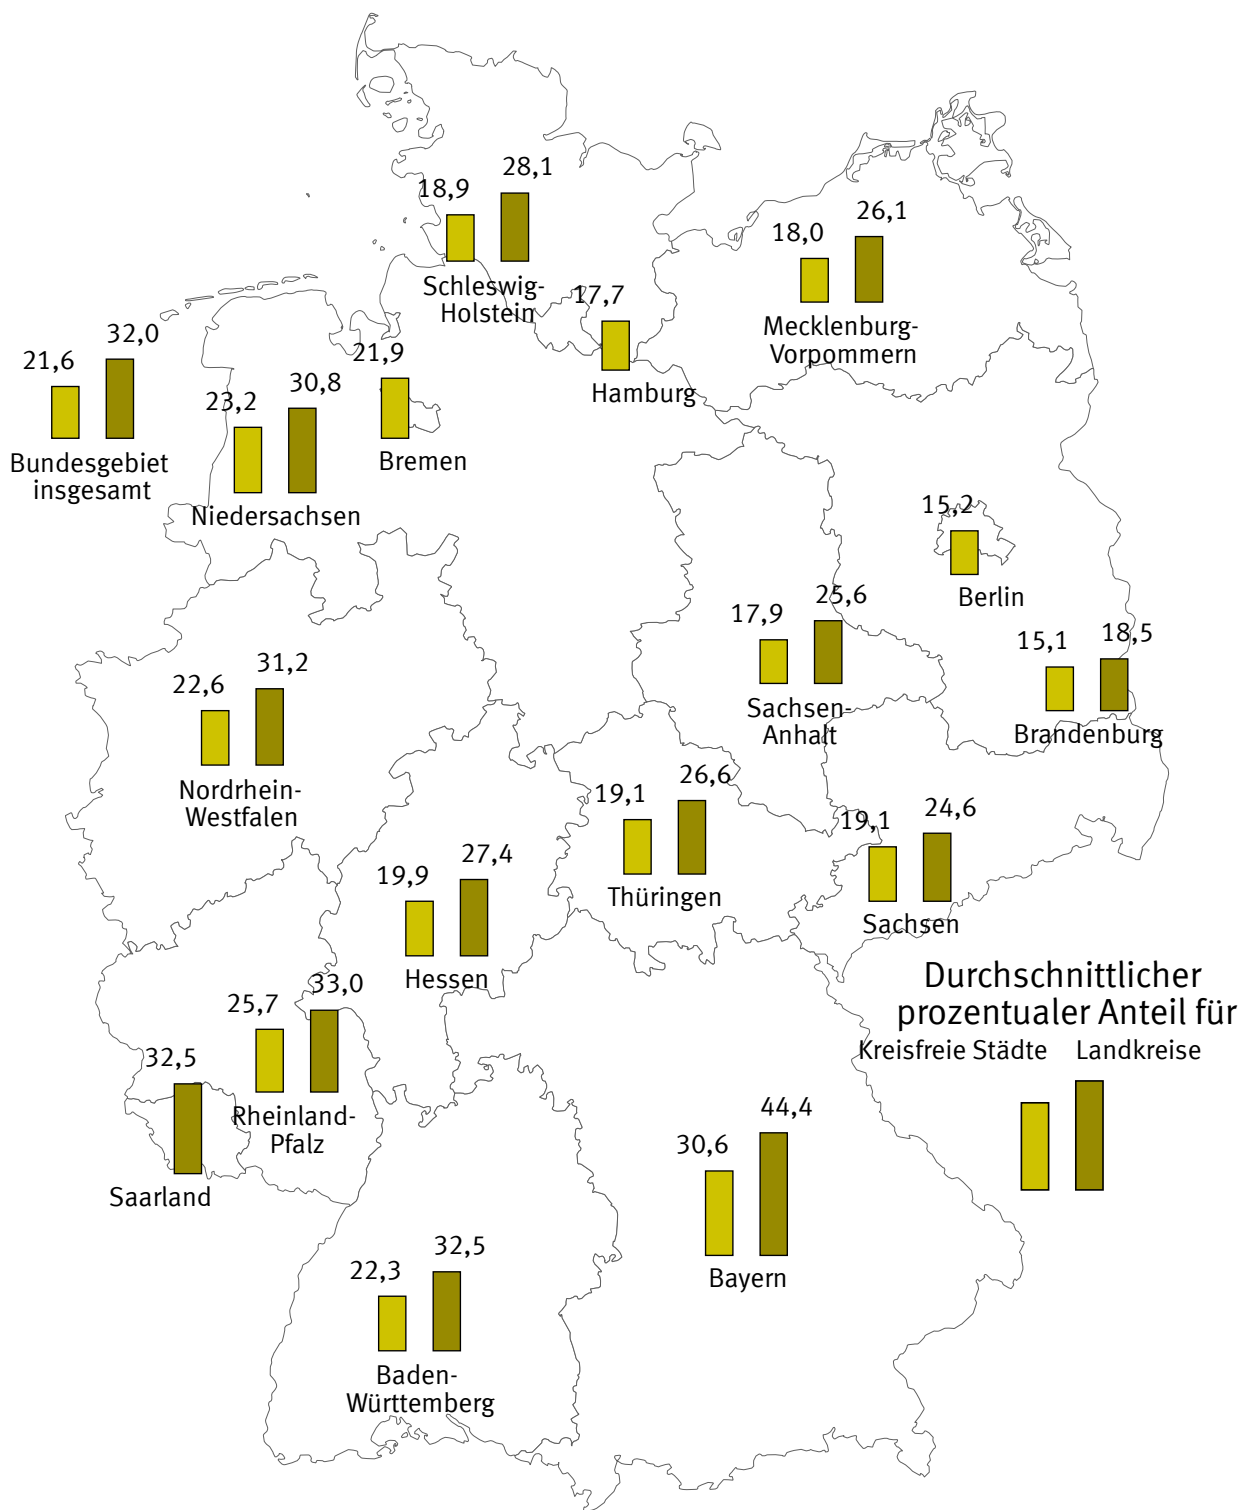 18,9
28,1
Schleswig-
Holstein
18,0
26,1
Mecklenburg-
Vorpommern
17,7
Hamburg
21,6
32,0
Bundesgebiet
insgesamt
23,2
30,8
Niedersachsen
21,9
Bremen
15,2
Berlin
17,9
25,6
Sachsen-
Anhalt
15,1
18,5
Brandenburg
22,6
31,2
Nordrhein-
Westfalen
19,1
26,6
Thüringen
19,1
24,6
Sachsen
19,9
27,4
Hessen
25,7
33,0
Rheinland-
Pfalz
32,5
Saarland
Durchschnittlicher
prozentualer Anteil für
Kreisfreie Städte Landkreise
30,6
44,4
Bayern
22,3
32,5
Baden-
Württemberg